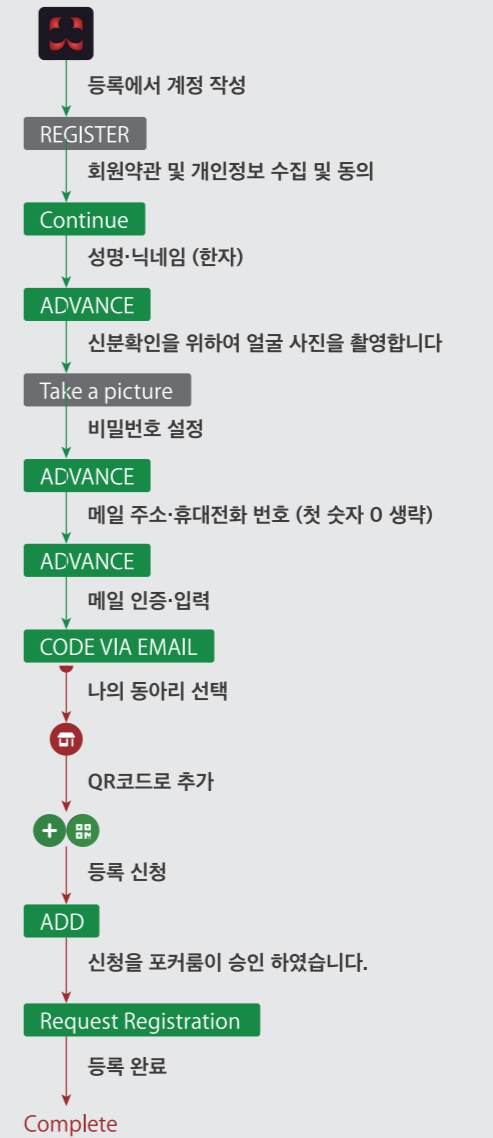 등록에서 계정 작성
REGISTER
회원약관 및 개인정보 수집 및 동의
Continue
성명·닉네임 (한자)
ADVANCE
신분확인을 위하여 얼굴 사진을 촬영합니다
Take a picture
비밀번호 설정
ADVANCE
메일 주소·휴대전화 번호 (첫 숫자 0 생략)
ADVANCE
메일 인증·입력
CODE VIA EMAIL
나의 동아리 선택
QR코드로 추가
등록 신청
ADD
신청을 포커룸이 승인 하였습니다.
Request Registration
등록 완료
Complete